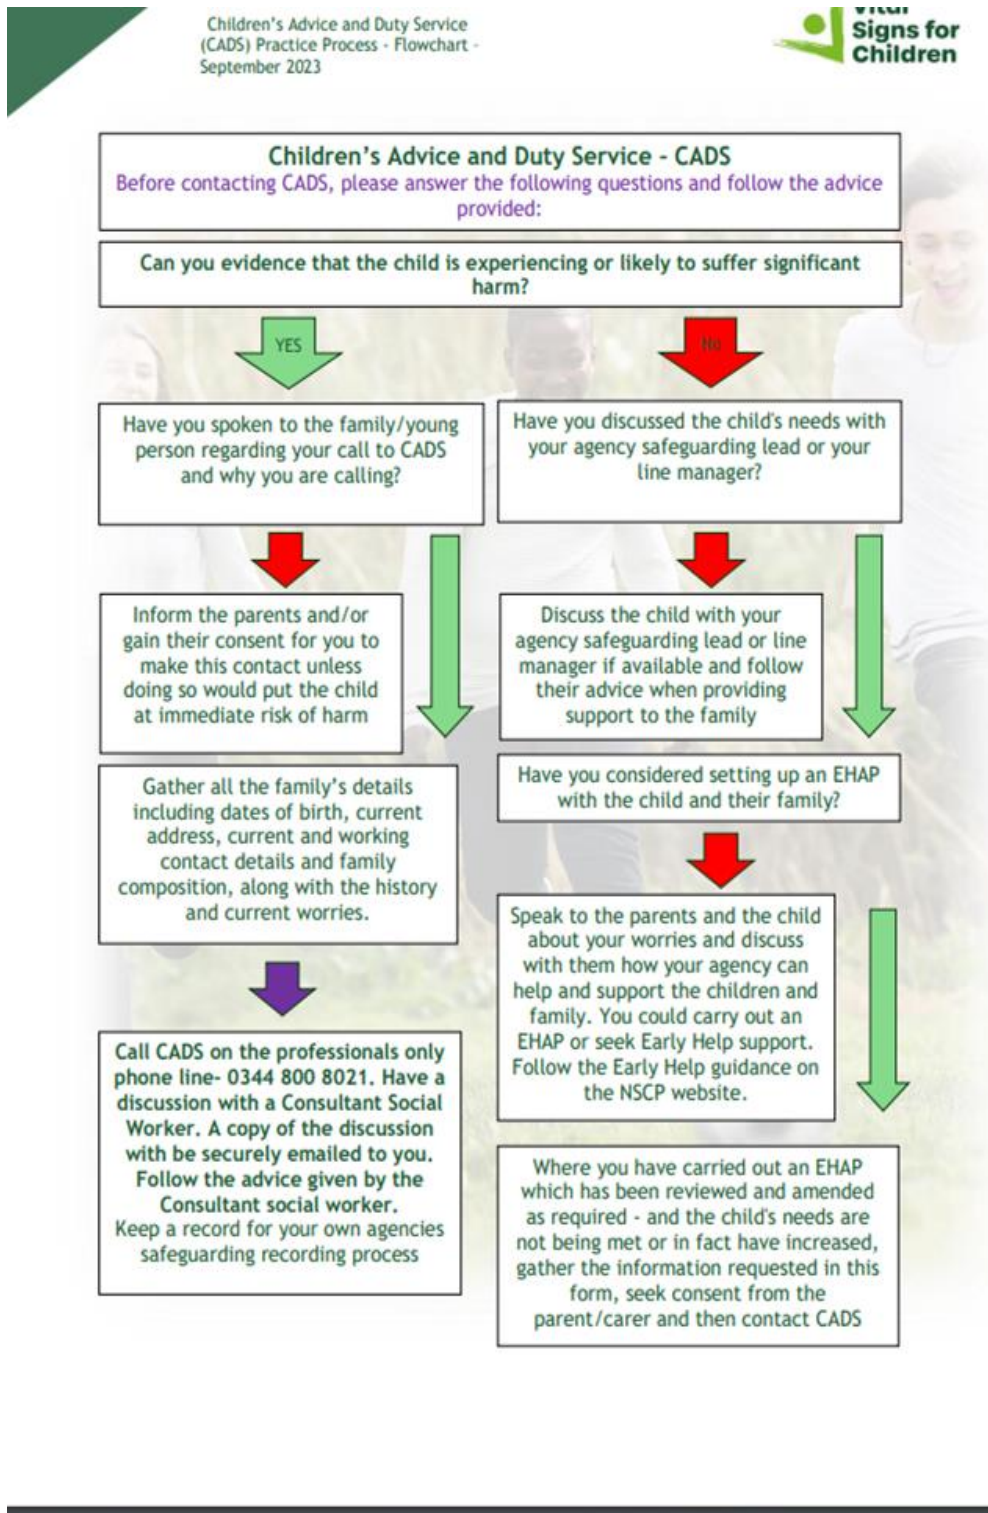 Children's Advice and Duty Service
(CADS) Practice Process - Flowchart -
September 2023
Vital
Signs for
Children
Children's Advice and Duty Service - CADS
Before contacting CADS, please answer the following questions and follow the advice
provided:
Can you evidence that the child is experiencing or likely to suffer significant
harm?
YES
No
Have you spoken to the family/young
person regarding your call to CADS
and why you are calling?
Have you discussed the child's needs with
your agency safeguarding lead or your
line manager?
Inform the parents and/or
gain their consent for you to
make this contact unless
doing so would put the child
at immediate risk of harm
Discuss the child with your
agency safeguarding lead or line
manager if available and follow
their advice when providing
support to the family
Gather all the family's details
including dates of birth, current
address, current and working
contact details and family
composition, along with the history
and current worries.
Have you considered setting up an EHAP
with the child and their family?
Speak to the parents and the child
about your worries and discuss
with them how your agency can
help and support the children and
family. You could carry out an
EHAP or seek Early Help support.
Follow the Early Help guidance on
the NSCP website.
Call CADS on the professionals only
phone line- 0344 800 8021. Have a
discussion with a Consultant Social
Worker. A copy of the discussion
with be securely emailed to you.
Follow the advice given by the
Consultant social worker.
Keep a record for your own agencies
safeguarding recording process
Where you have carried out an EHAP
which has been reviewed and amended
as required - and the child's needs are
not being met or in fact have increased,
gather the information requested in this
form, seek consent from the
parent/carer and then contact CADS